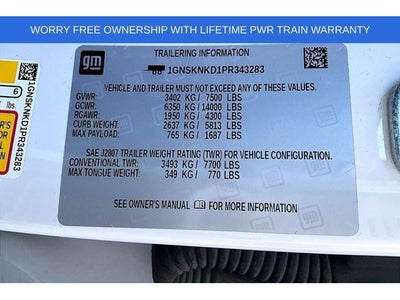 WORRY FREE OWNERSHIP WITH LIFETIME PWR TRAIN WARRANTY
gm
TRAILERING INFORMATION
1GNSKNKD1PR343283
VEHICLE AND TRAILER MUST NOT EXCEED ANY OF THESE VALUES.
GVWR: 3402 KG / 7500 LBS
GCWR: 6350 KG / 14000 LBS
RGAWR: 1950 KG / 4300 LBS
CURB WEIGHT: 2637 KG / 5813 LBS
MAX PAYLOAD: 765 KG / 1687 LBS
SAE J2807 TRAILER WEIGHT RATING (TWR) FOR VEHICLE CONFIGURATION.
CONVENTIONAL TWR: 3493 KG / 7700 LBS
MAX TONGUE WEIGHT: 349 KG / 770 LBS
SEE OWNER'S MANUAL FOR MORE INFORMATION
6
lbs.
1GNSKNKD1PR343283